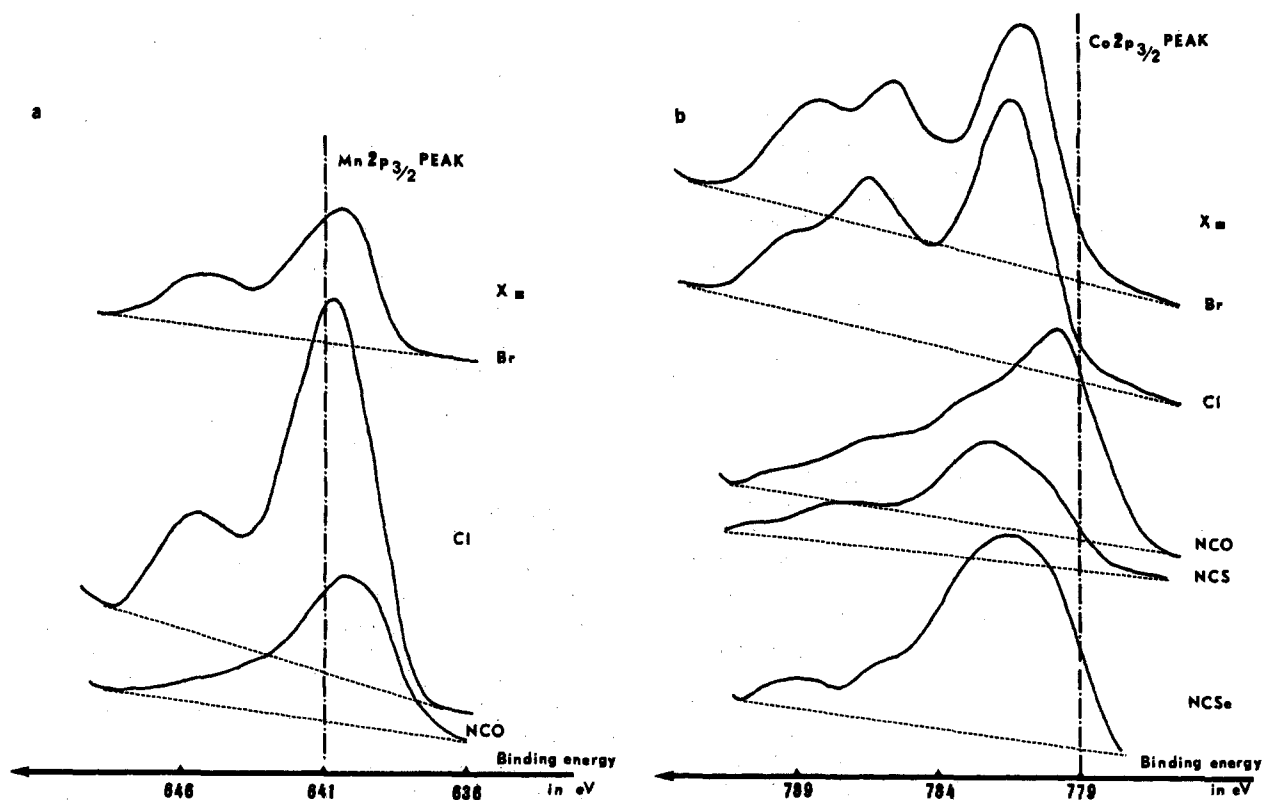 a
Mn 2p3/2 PEAK
X =
Br
Cl
NCO
Binding energy
646
641
636
in eV
b
Co 2p3/2 PEAK
X =
Br
Cl
NCO
NCS
NCSe
Binding energy
789
784
779
in eV